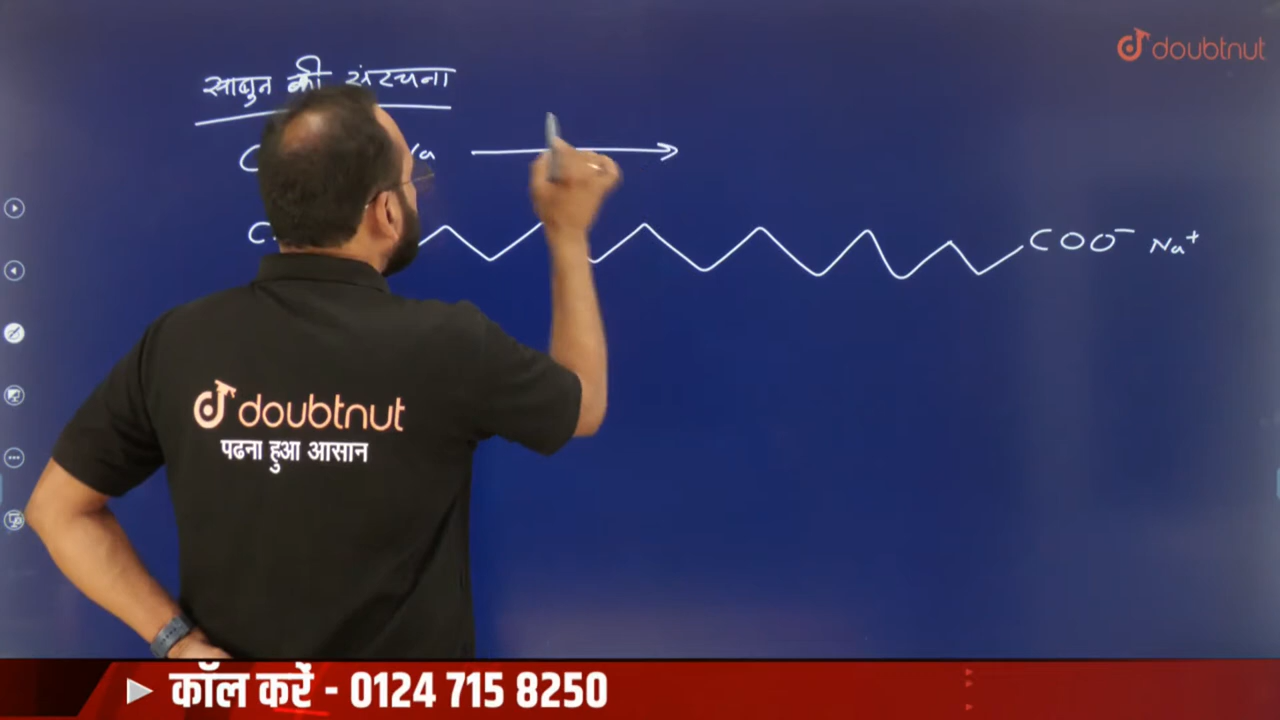 doubtnut
साबुन की संरचना
COO⁻ Na⁺
doubtnut
पढना हुआ आसान
कॉल करें - 0124 715 8250